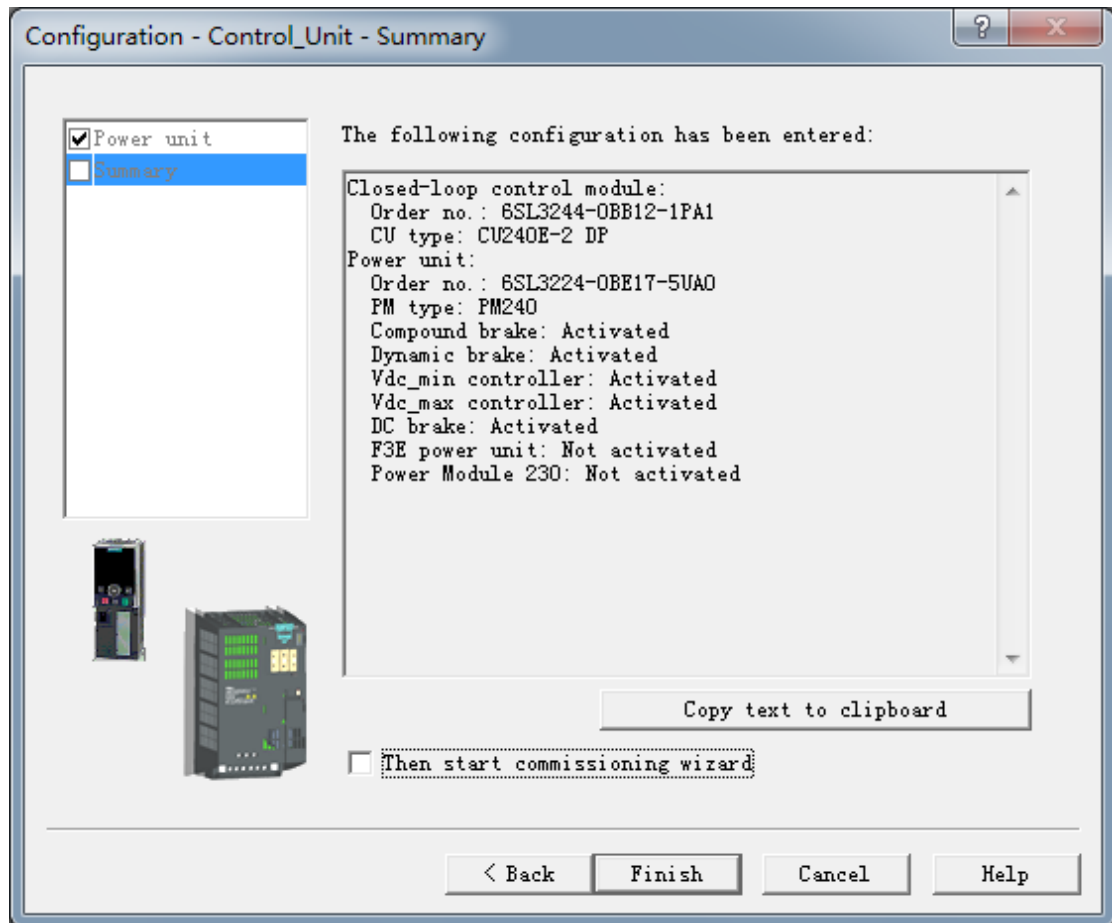 Configuration - Control_Unit - Summary
Power unit
Summary
The following configuration has been entered:
Closed-loop control module:
Order no.: 6SL3244-0BB12-1PA1
CU type: CU240E-2 DP
Power unit:
Order no.: 6SL3224-0BE17-5UA0
PM type: PM240
Compound brake: Activated
Dynamic brake: Activated
Vdc_min controller: Activated
Vdc_max controller: Activated
DC brake: Activated
F3E power unit: Not activated
Power Module 230: Not activated
Copy text to clipboard
Then start commissioning wizard
< Back
Finish
Cancel
Help